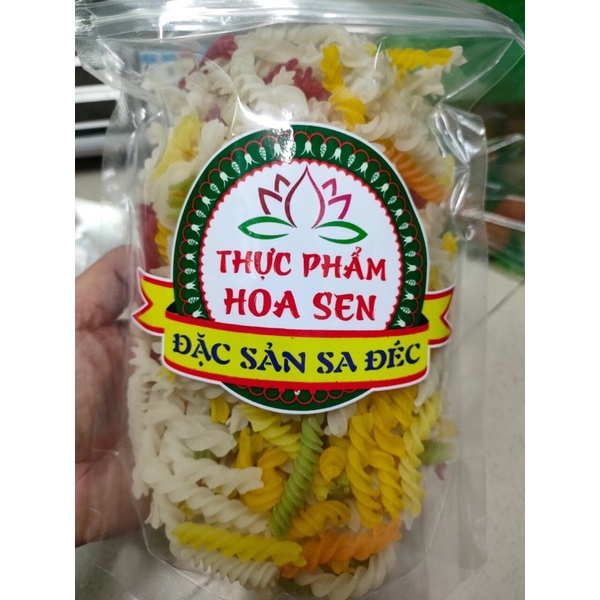 THỰC PHẨM
HOA SEN
ĐẶC SẢN SA ĐÉC